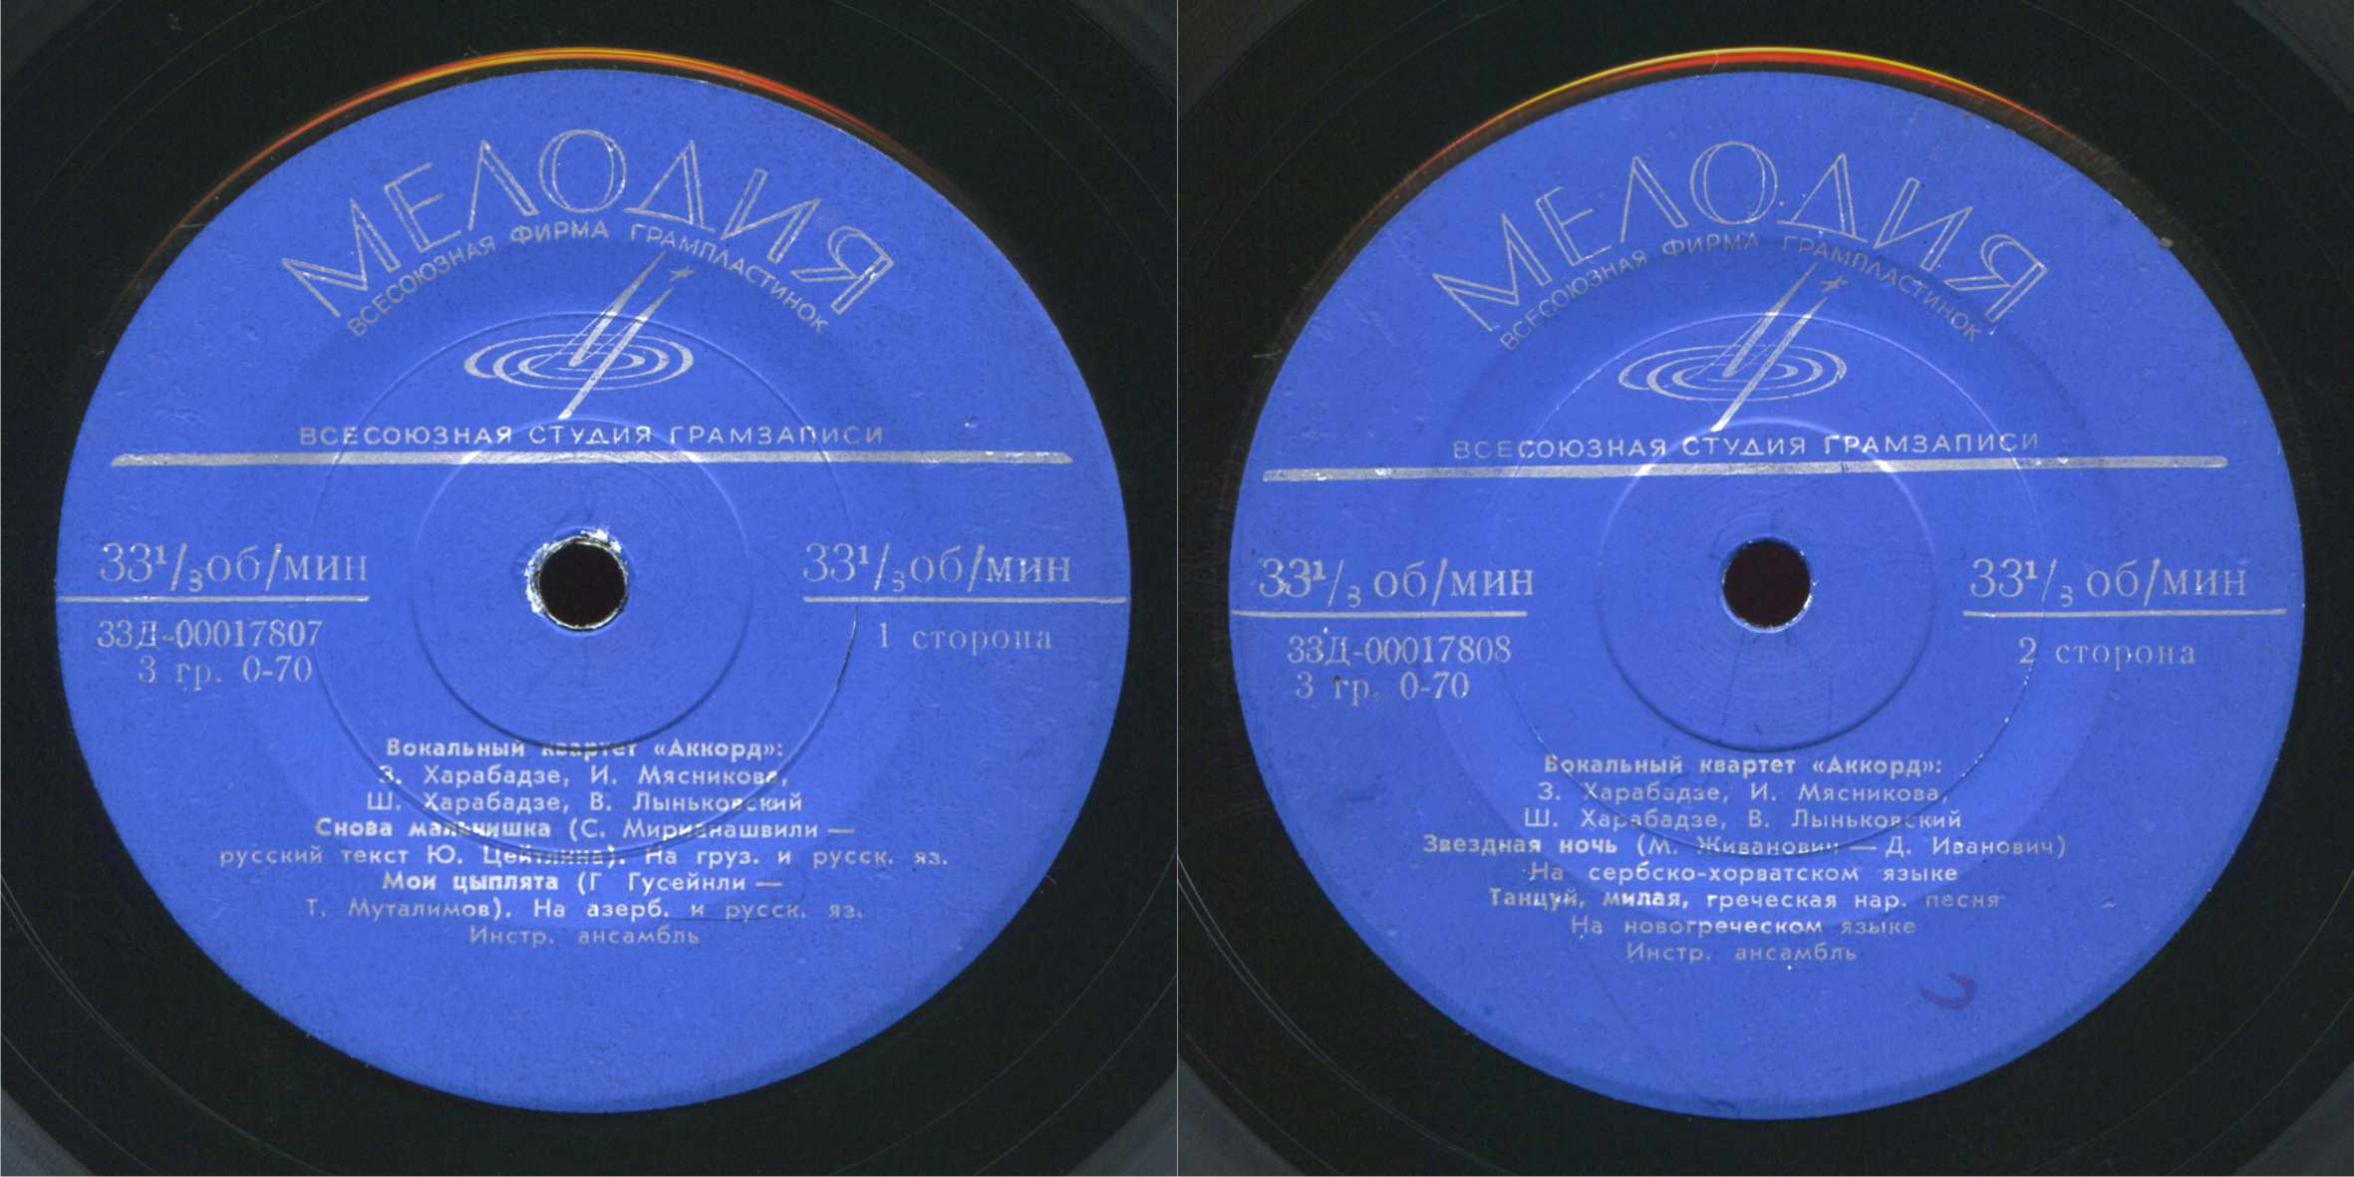 МЕЛОДИЯ
ВСЕСОЮЗНАЯ ФИРМА ГРАМПЛАСТИНОК
ВСЕСОЮЗНАЯ СТУДИЯ ГРАМЗАПИСИ
33¹/₃об/мин
33¹/₃об/мин
33Д-00017807
3 гр. 0-70
1 сторона
Вокальный квартет «Аккорд»:
З. Харабадзе, И. Мясникова,
Ш. Харабадзе, В. Лыньковский
Снова мальчишка (С. Мирианашвили —
русский текст Ю. Цейтлина). На груз. и русск. яз.
Мои цыплята (Г Гусейнли —
Т. Муталимов). На азерб. и русск. яз.
Инстр. ансамбль
МЕЛОДИЯ
ВСЕСОЮЗНАЯ ФИРМА ГРАМПЛАСТИНОК
ВСЕСОЮЗНАЯ СТУДИЯ ГРАМЗАПИСИ
33¹/₃ об/мин
33¹/₃ об/мин
33Д-00017808
3 гр. 0-70
2 сторона
Вокальный квартет «Аккорд»:
З. Харабадзе, И. Мясникова,
Ш. Харабадзе, В. Лыньковский
Звездная ночь (М. Живанович — Д. Иванович)
На сербско-хорватском языке
Танцуй, милая, греческая нар. песня
На новогреческом языке
Инстр. ансамбль